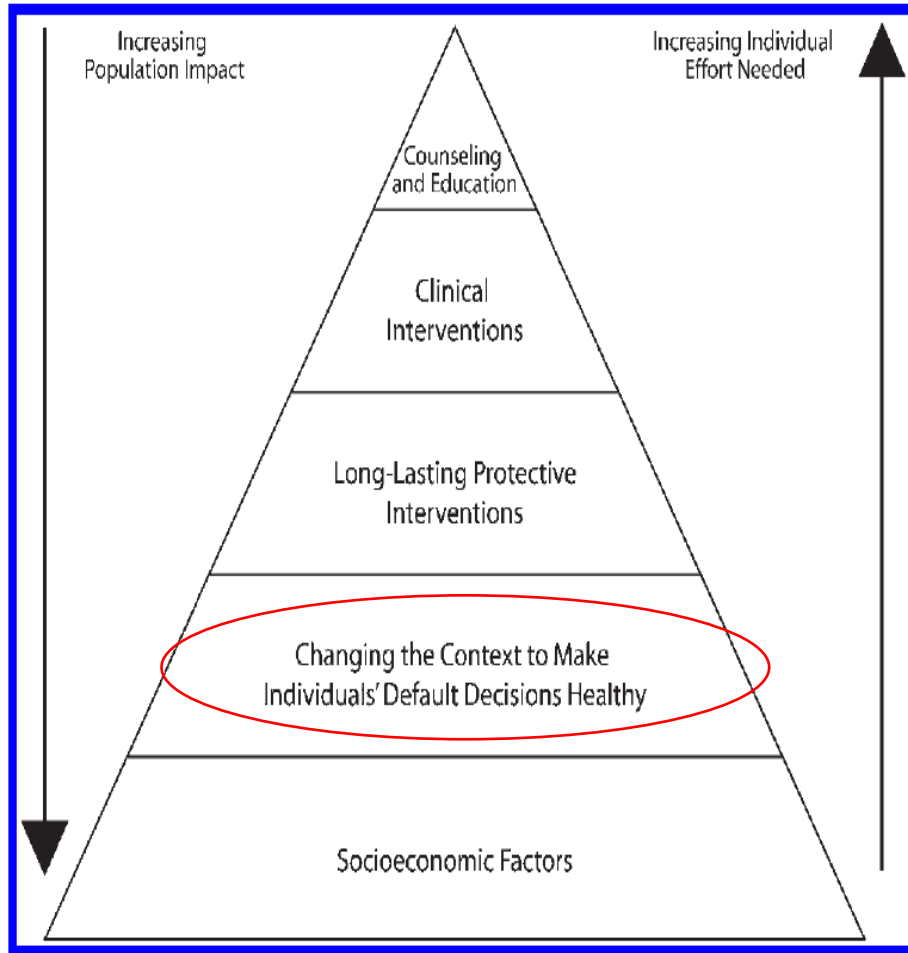 Increasing
Population Impact
Increasing Individual
Effort Needed
Counseling
and Education
Clinical
Interventions
Long-Lasting Protective
Interventions
Changing the Context to Make
Individuals' Default Decisions Healthy
Socioeconomic Factors